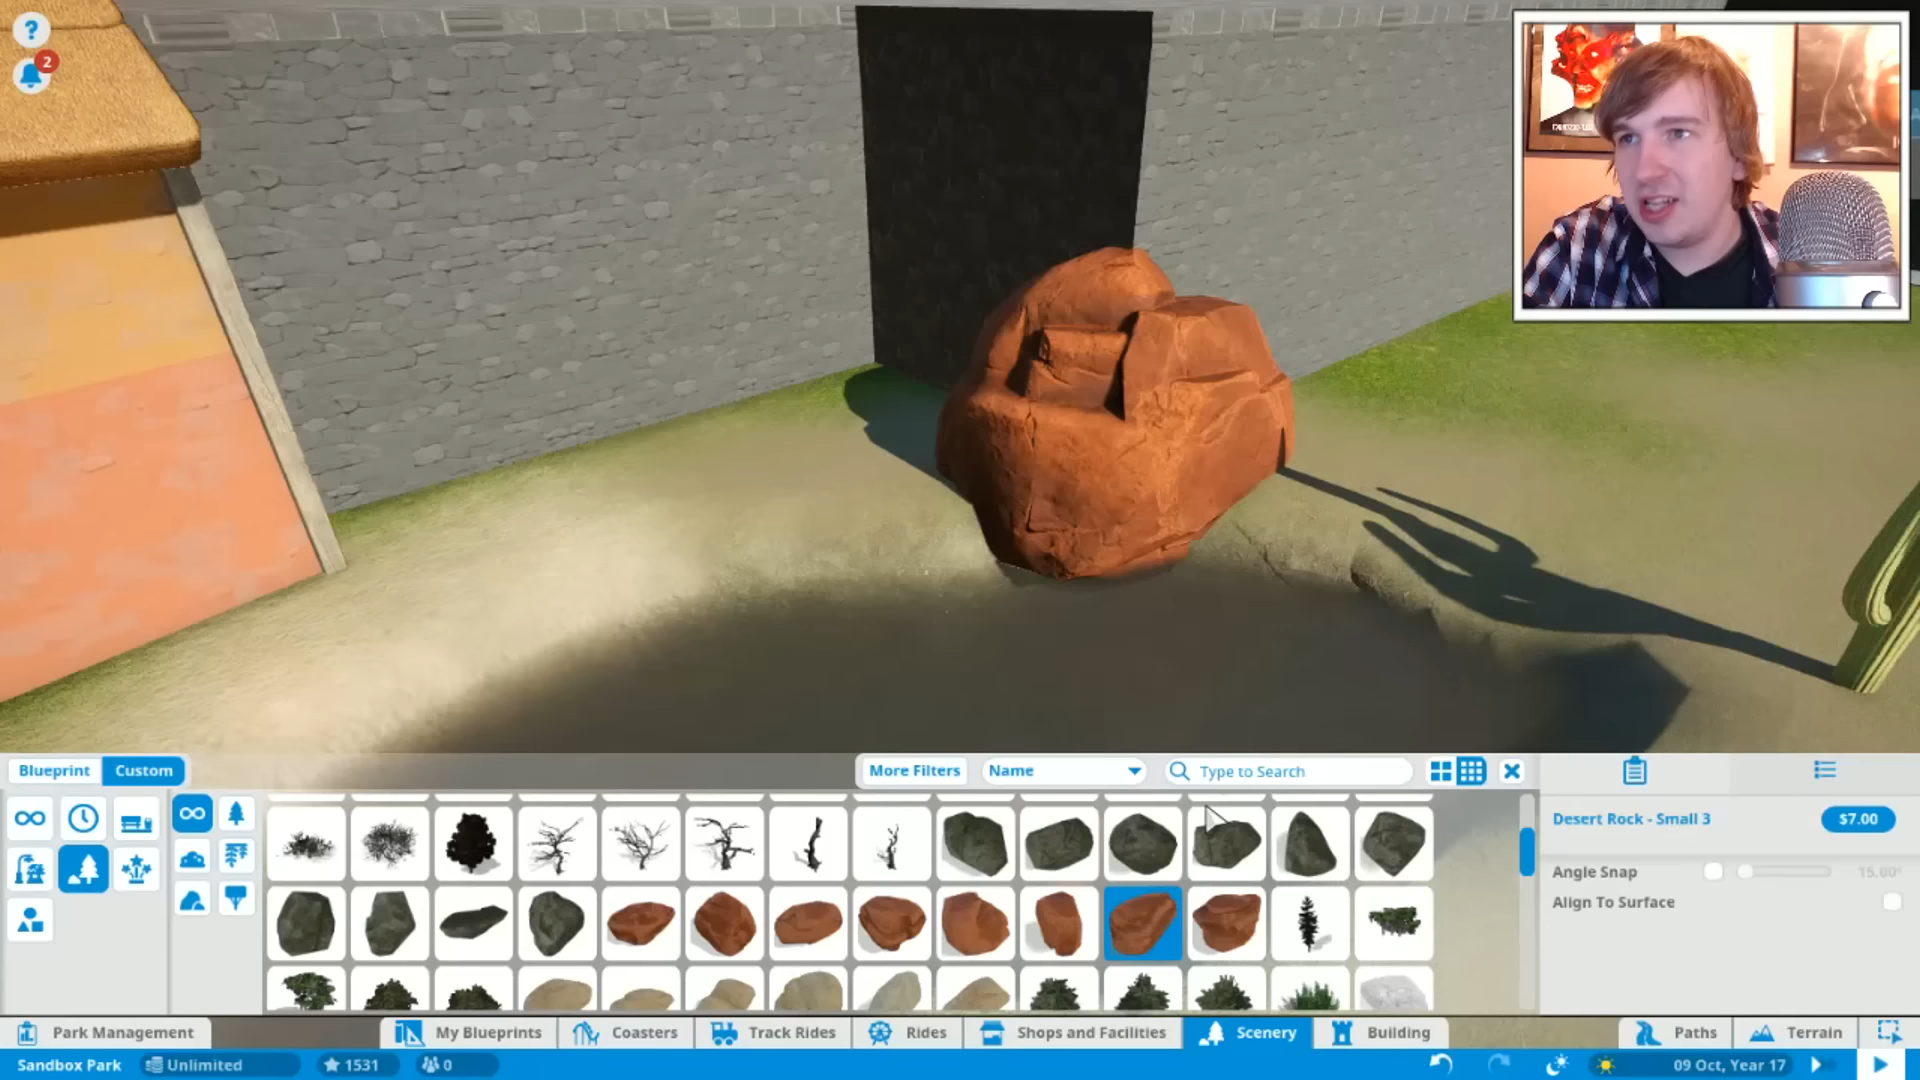 ?
2
Blueprint
Custom
More Filters
Name
Type to Search
Desert Rock - Small 3
$7.00
Angle Snap
15.00°
Align To Surface
Park Management
My Blueprints
Coasters
Track Rides
Rides
Shops and Facilities
Scenery
Building
Paths
Terrain
Sandbox Park
Unlimited
1531
0
09 Oct, Year 17